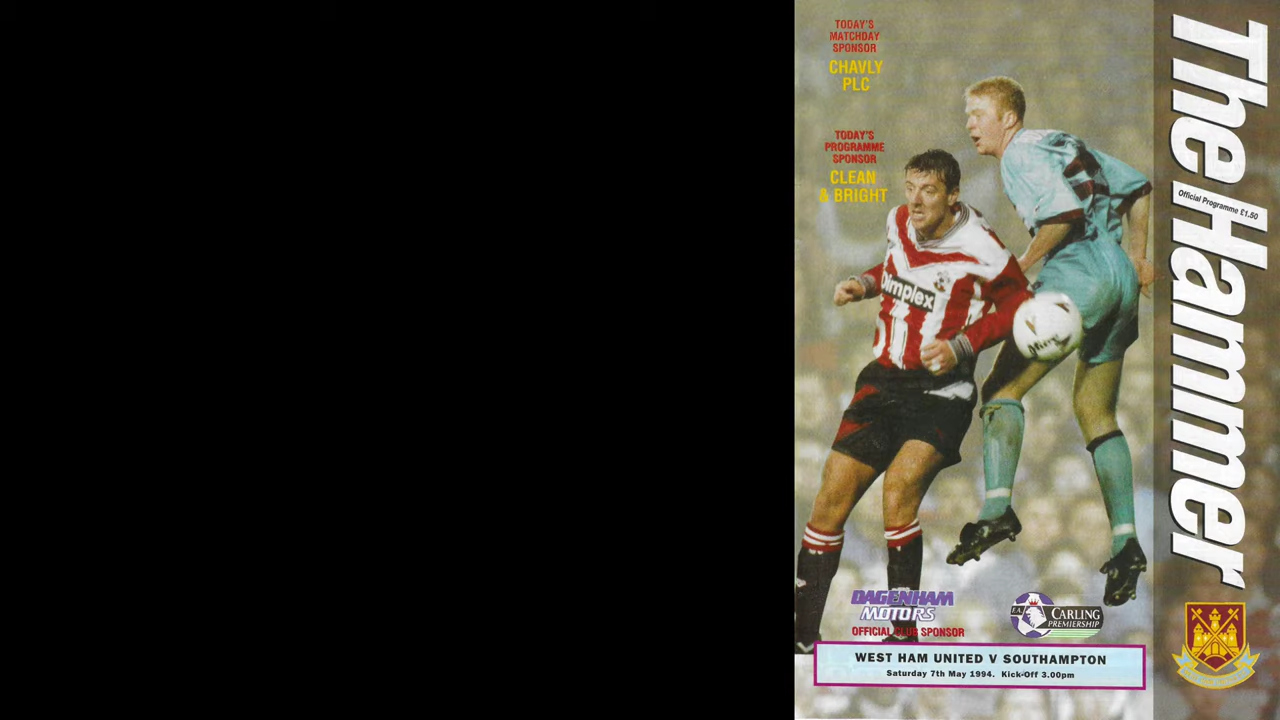 TODAY'S
MATCHDAY
SPONSOR
CHAVLY
PLC
TODAY'S
PROGRAMME
SPONSOR
CLEAN
& BRIGHT
The Hammer
Official Programme £1.50
Dimplex
DAGENHAM
MOTORS
OFFICIAL CLUB SPONSOR
F.A. CARLING
PREMIERSHIP
WEST HAM UNITED V SOUTHAMPTON
Saturday 7th May 1994. Kick-Off 3.00pm